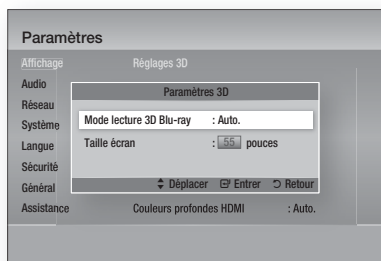 Paramètres
Affichage Réglages 3D
Audio
Paramètres 3D
Réseau
Mode lecture 3D Blu-ray : Auto.
Système
Taille écran : 55 pouces
Langue
Sécurité
Déplacer Entrer Retour
Général
Assistance Couleurs profondes HDMI : Auto.